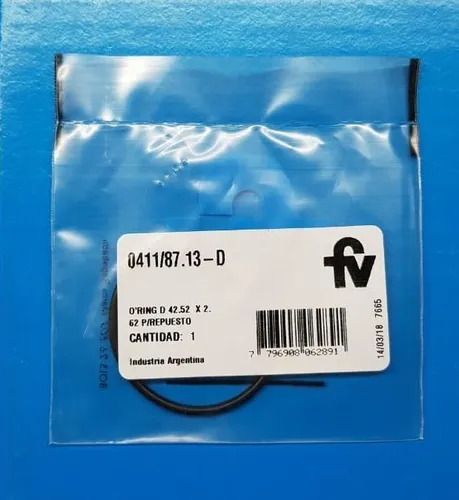 0411/87.13-D
fv
O'RING D 42.52 X 2.
62 P/REPUESTO
CANTIDAD: 1
Industria Argentina
7 796908 062891
14/03/18 7665